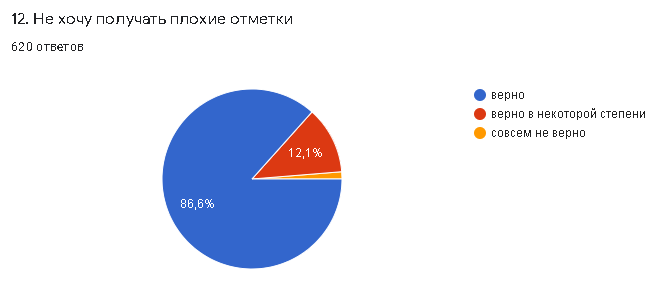 12. Не хочу получать плохие отметки
620 ответов
верно
верно в некоторой степени
совсем не верно
12,1%
86,6%